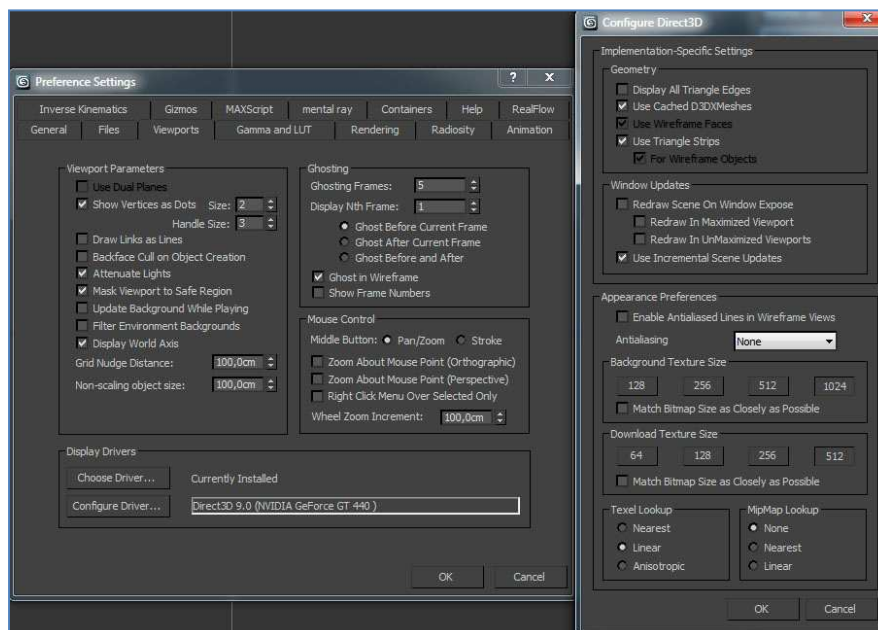 Preference Settings
Inverse Kinematics Gizmos MAXScript mental ray Containers Help RealFlow
General Files Viewports Gamma and LUT Rendering Radiosity Animation
Viewport Parameters
Use Dual Planes
Show Vertices as Dots Size: 2
Handle Size: 3
Draw Links as Lines
Backface Cull on Object Creation
Attenuate Lights
Mask Viewport to Safe Region
Update Background While Playing
Filter Environment Backgrounds
Display World Axis
Grid Nudge Distance: 100,0cm
Non-scaling object size: 100,0cm
Ghosting
Ghosting Frames: 5
Display Nth Frame: 1
Ghost Before Current Frame
Ghost After Current Frame
Ghost Before and After
Ghost in Wireframe
Show Frame Numbers
Mouse Control
Middle Button: Pan/Zoom Stroke
Zoom About Mouse Point (Orthographic)
Zoom About Mouse Point (Perspective)
Right Click Menu Over Selected Only
Wheel Zoom Increment: 100,0cm
Display Drivers
Choose Driver... Currently Installed
Configure Driver... Direct3D 9.0 (NVIDIA GeForce GT 440 )
OK Cancel
Configure Direct3D
Implementation-Specific Settings
Geometry
Display All Triangle Edges
Use Cached D3DXMeshes
Use Wireframe Faces
Use Triangle Strips
For Wireframe Objects
Window Updates
Redraw Scene On Window Expose
Redraw In Maximized Viewport
Redraw In UnMaximized Viewports
Use Incremental Scene Updates
Appearance Preferences
Enable Antialiased Lines in Wireframe Views
Antialiasing None
Background Texture Size
128 256 512 1024
Match Bitmap Size as Closely as Possible
Download Texture Size
64 128 256 512
Match Bitmap Size as Closely as Possible
Texel Lookup
Nearest
Linear
Anisotropic
MipMap Lookup
None
Nearest
Linear
OK Cancel